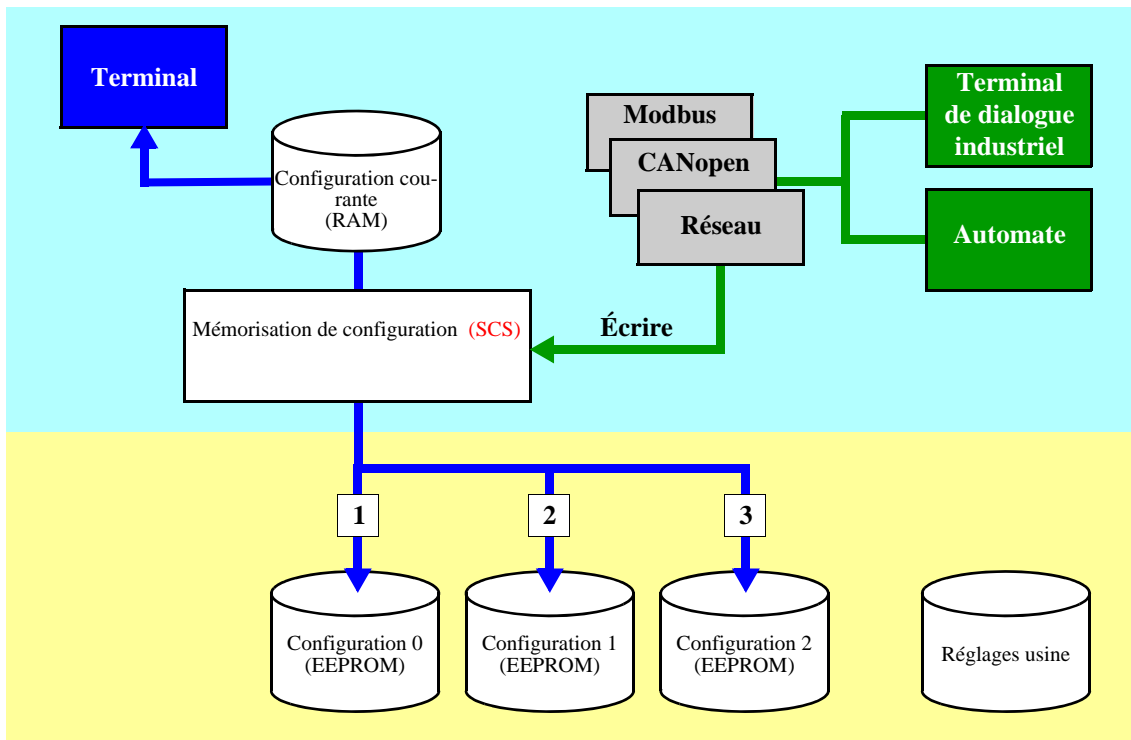 Terminal
Configuration cou-
rante
(RAM)
Modbus
CANopen
Réseau
Terminal
de dialogue
industriel
Automate
Mémorisation de configuration (SCS)
Écrire
1
2
3
Configuration 0
(EEPROM)
Configuration 1
(EEPROM)
Configuration 2
(EEPROM)
Réglages usine